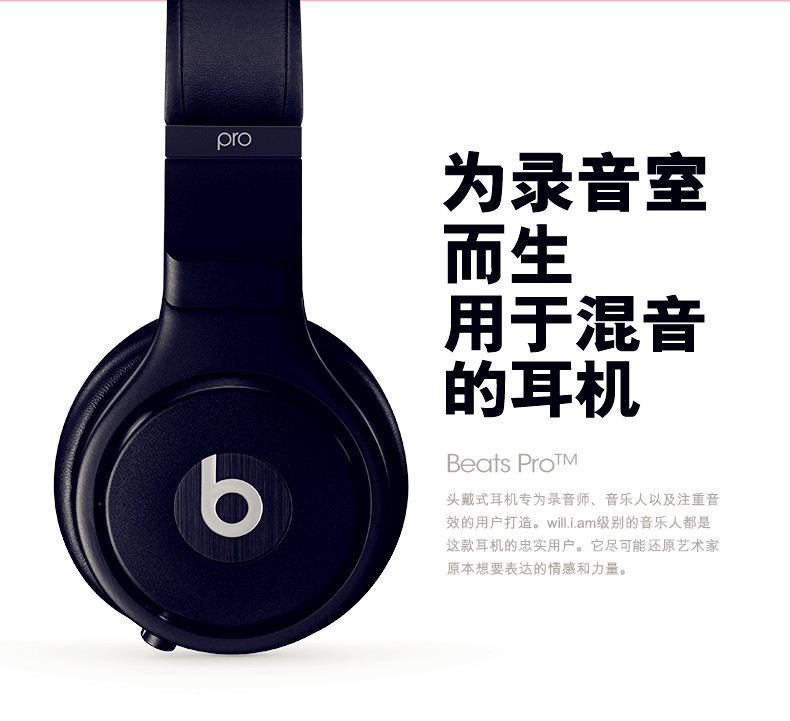 pro
为录音室
而生
用于混音
的耳机
b
Beats Pro™
头戴式耳机专为录音师、音乐人以及注重音
效的用户打造。will.i.am级别的音乐人都是
这款耳机的忠实用户。它尽可能还原艺术家
原本想要表达的情感和力量。